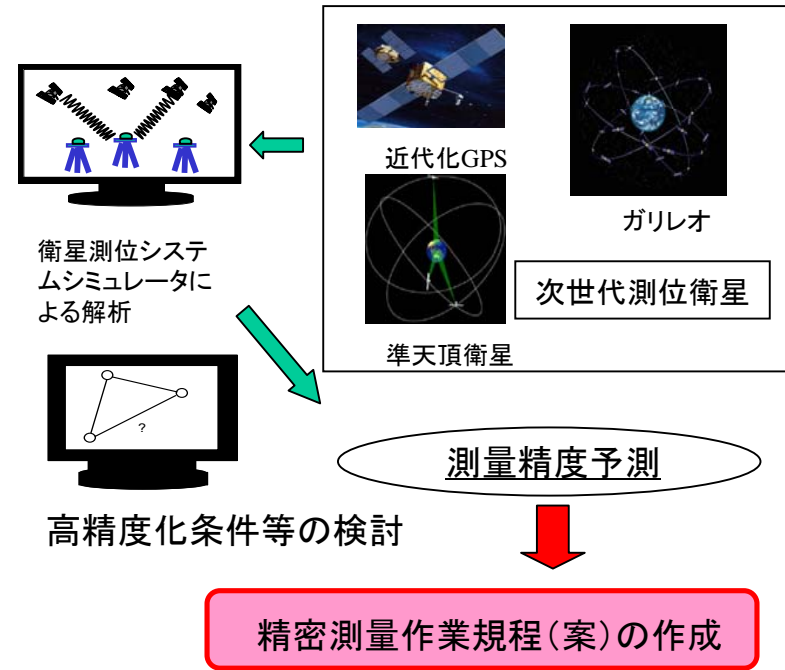 近代化GPS
ガリレオ
次世代測位衛星
準天頂衛星
衛星測位システ
ムシミュレータに
よる解析
?
測量精度予測
高精度化条件等の検討
精密測量作業規程(案)の作成